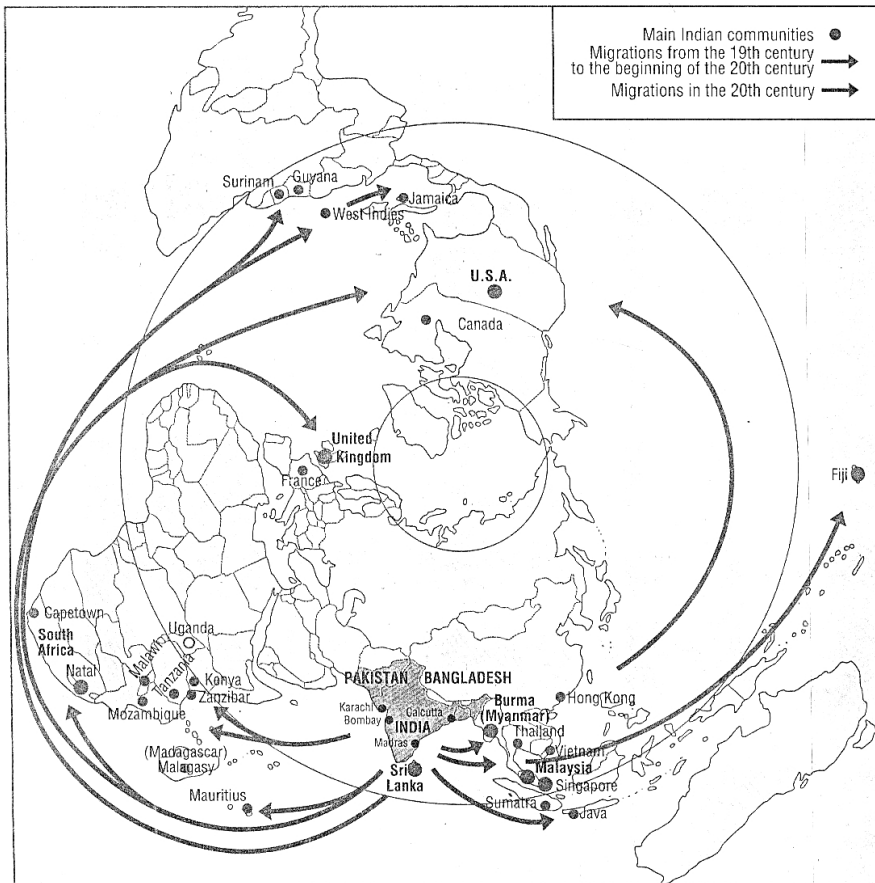 Main Indian communities
Migrations from the 19th century
to the beginning of the 20th century
Migrations in the 20th century
Surinam
Guyana
Jamaica
West Indies
U.S.A.
Canada
United
Kingdom
France
Fiji
Capetown
South
Africa
Uganda
Malawi
Tanzania
Natal
Kenya
Zanzibar
Mozambique
PAKISTAN
BANGLADESH
Karachi
Bombay
Calcutta
INDIA
Madras
Burma
(Myanmar)
Hong Kong
Thailand
Vietnam
(Madagascar)
Malagasy
Sri
Lanka
Malaysia
Singapore
Mauritius
Sumatra
Java